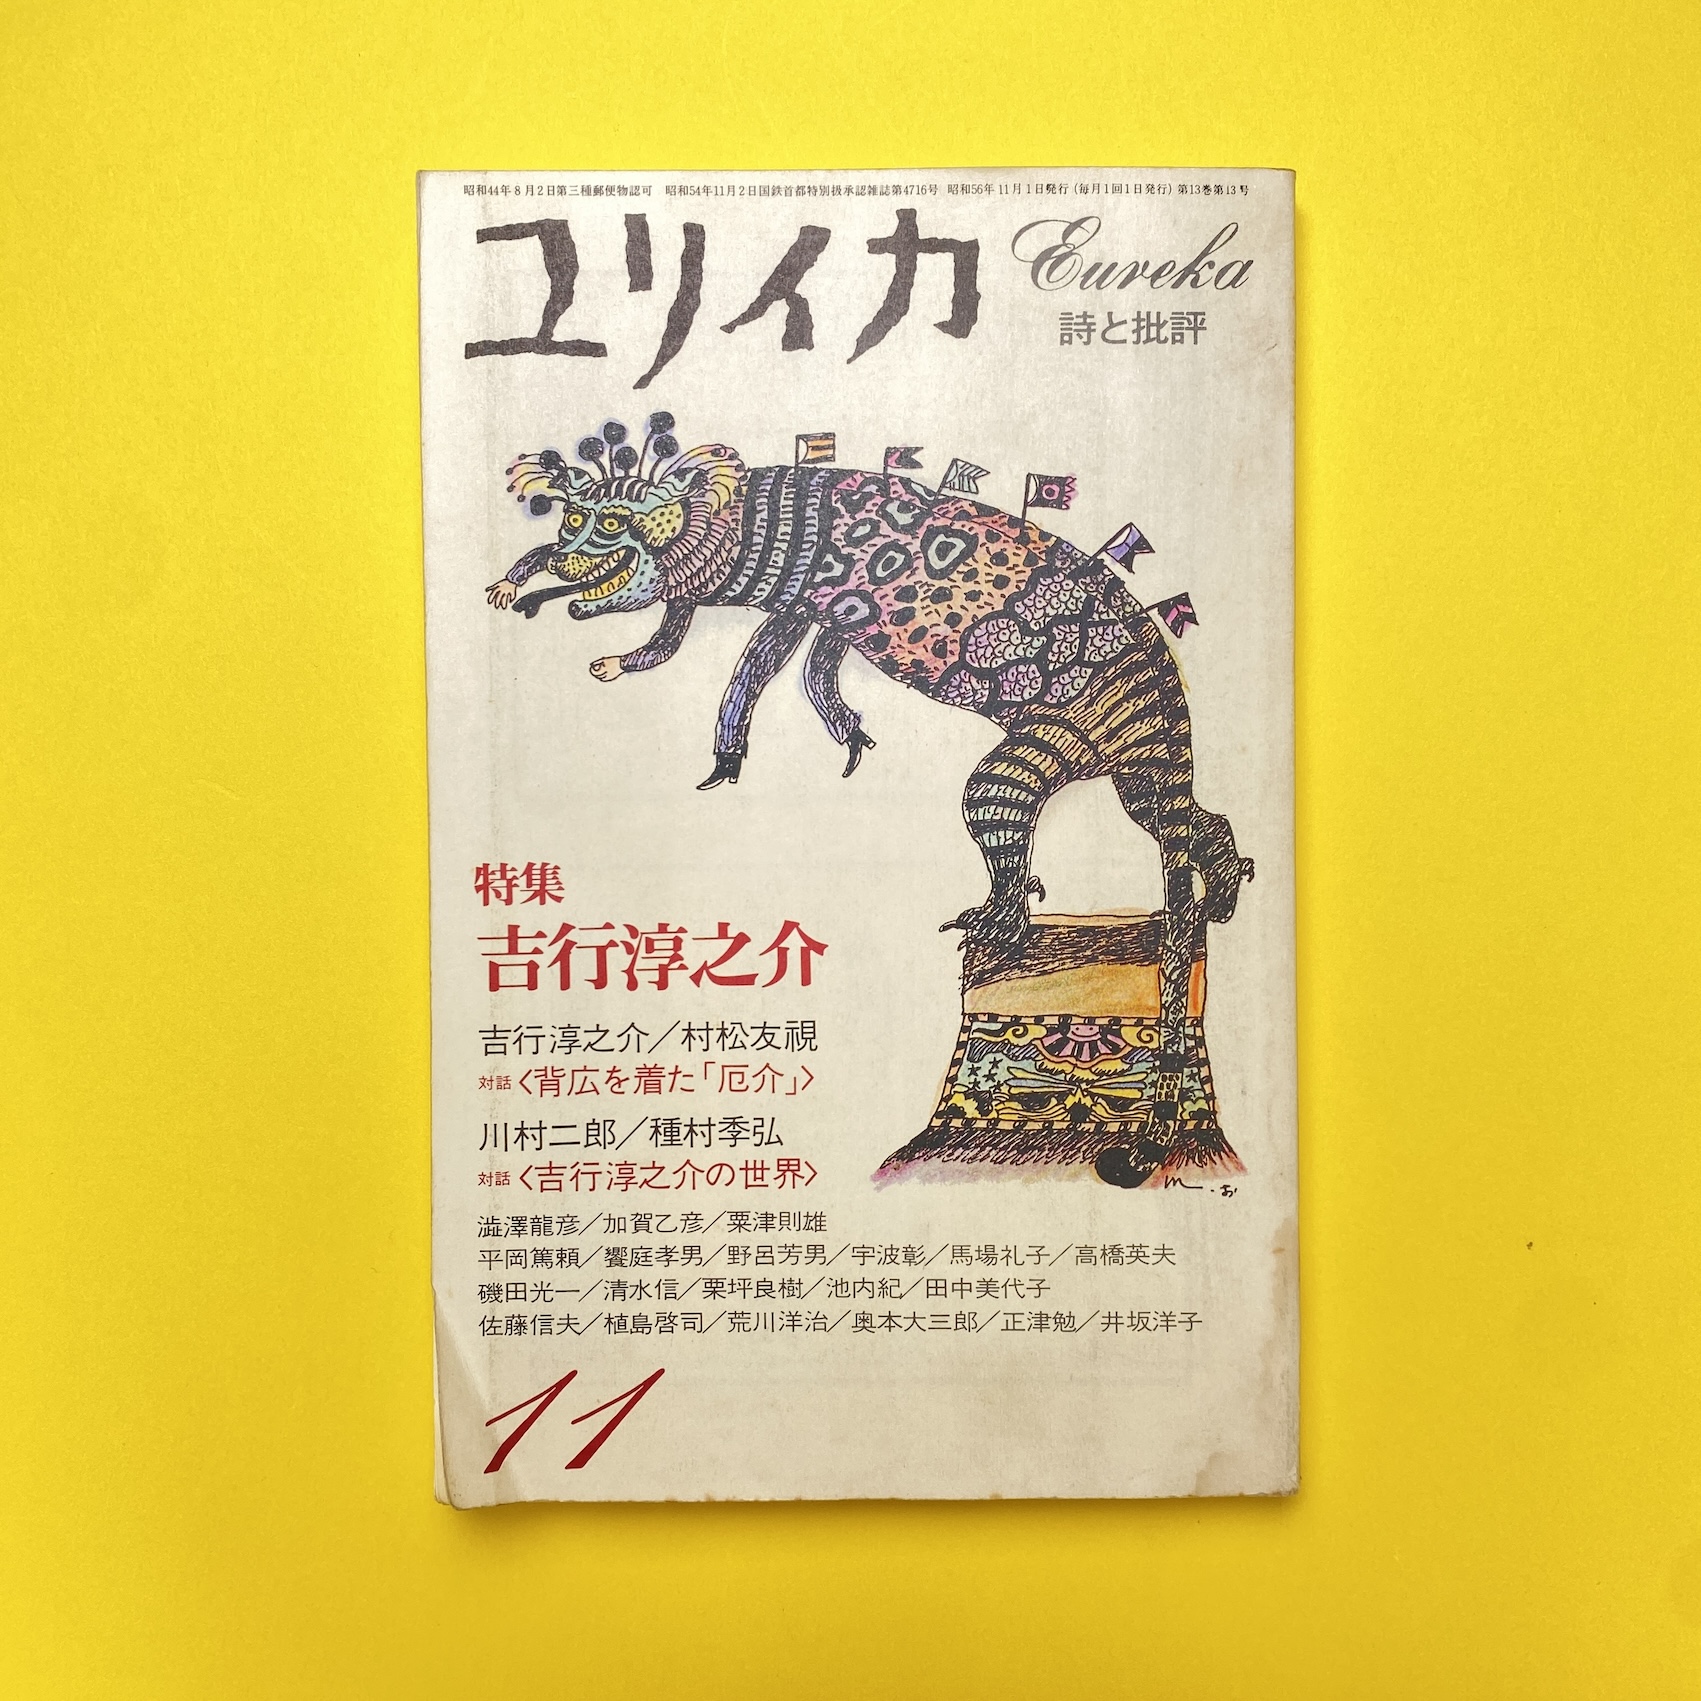 昭和44年8月2日第三種郵便物認可　昭和54年11月2日国鉄首都特別扱承認雑誌第4716号　昭和56年11月1日発行(毎月1回1日発行)第13巻第13号
ユリイカ
Eureka
詩と批評
特集
吉行淳之介
吉行淳之介／村松友視
対話〈背広を着た「厄介」〉
川村二郎／種村季弘
対話〈吉行淳之介の世界〉
澁澤龍彦／加賀乙彦／粟津則雄
平岡篤頼／饗庭孝男／野呂芳男／宇波彰／馬場礼子／高橋英夫
磯田光一／清水信／栗坪良樹／池内紀／田中美代子
佐藤信夫／植島啓司／荒川洋治／奥本大三郎／正津勉／井坂洋子
11